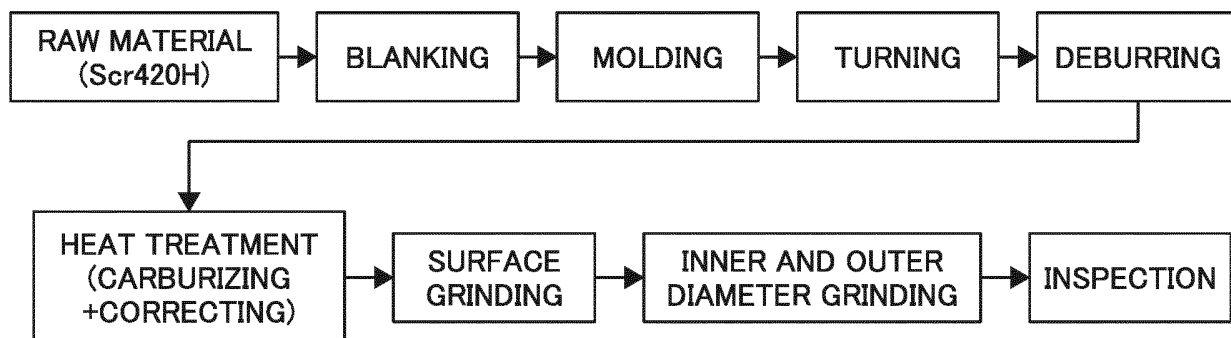 RAW MATERIAL
(Scr420H)
BLANKING
MOLDING
TURNING
DEBURRING
HEAT TREATMENT
(CARBURIZING
+CORRECTING)
SURFACE
GRINDING
INNER AND OUTER
DIAMETER GRINDING
INSPECTION